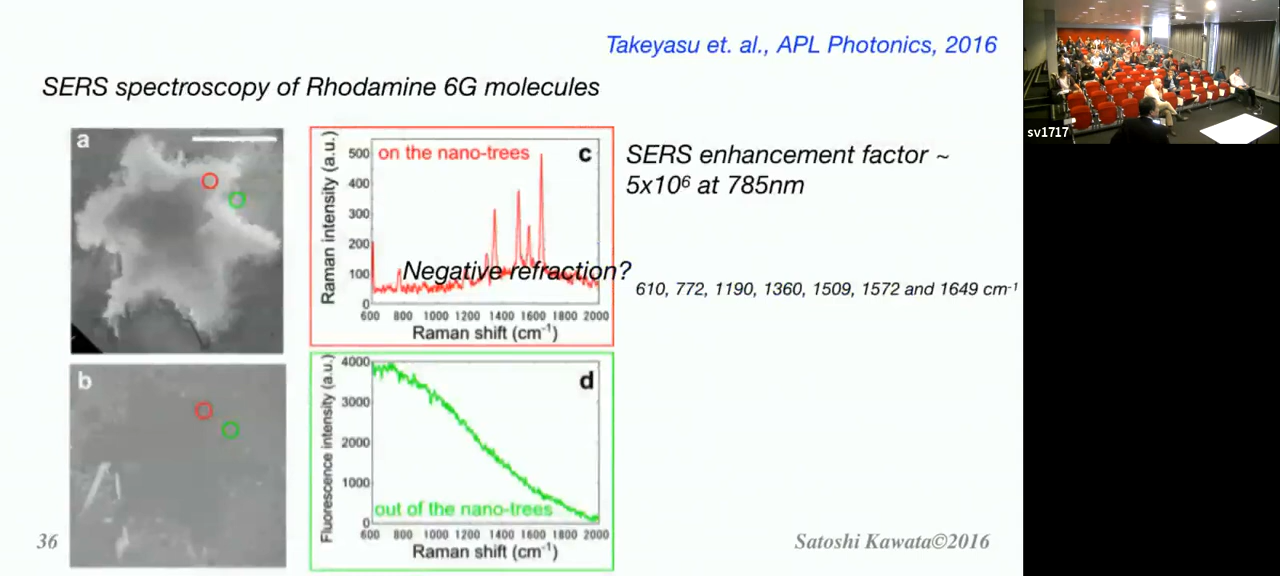 Takeyasu et. al., APL Photonics, 2016
SERS spectroscopy of Rhodamine 6G molecules
a
b
Raman intensity (a.u.)
500
400
300
200
100
0
on the nano-trees
c
600 800 1000 1200 1400 1600 1800 2000
Raman shift (cm⁻¹)
Negative refraction?
SERS enhancement factor ~
5x10⁶ at 785nm
610, 772, 1190, 1360, 1509, 1572 and 1649 cm⁻¹
Fluorescence intensity (a.u.)
4000
3000
2000
1000
0
d
out of the nano-trees
600 800 1000 1200 1400 1600 1800 2000
Raman shift (cm⁻¹)
36
Satoshi Kawata©2016
sv1717